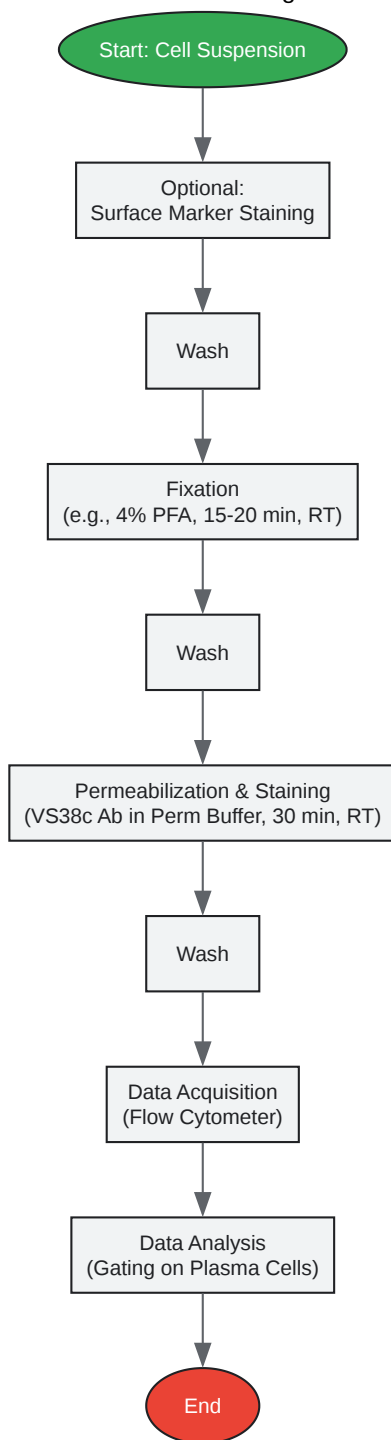 Start: Cell Suspension
Optional:
Surface Marker Staining
Wash
Fixation
(e.g., 4% PFA, 15-20 min, RT)
Wash
Permeabilization & Staining
(VS38c Ab in Perm Buffer, 30 min, RT)
Wash
Data Acquisition
(Flow Cytometer)
Data Analysis
(Gating on Plasma Cells)
End